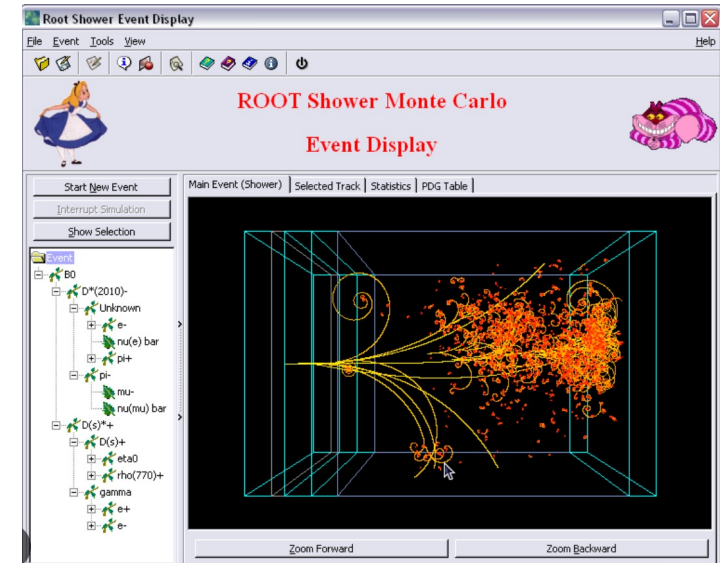 Root Shower Event Display
File Event Tools View Help
ROOT Shower Monte Carlo
Event Display
Start New Event
Interrupt Simulation
Show Selection
Main Event (Shower) Selected Track Statistics PDG Table
Event
B0
D*(2010)-
Unknown
e-
nu(e) bar
pi+
pi-
mu-
nu(mu) bar
D(s)*+
D(s)+
eta0
rho(770)+
gamma
e+
e-
Zoom Forward Zoom Backward